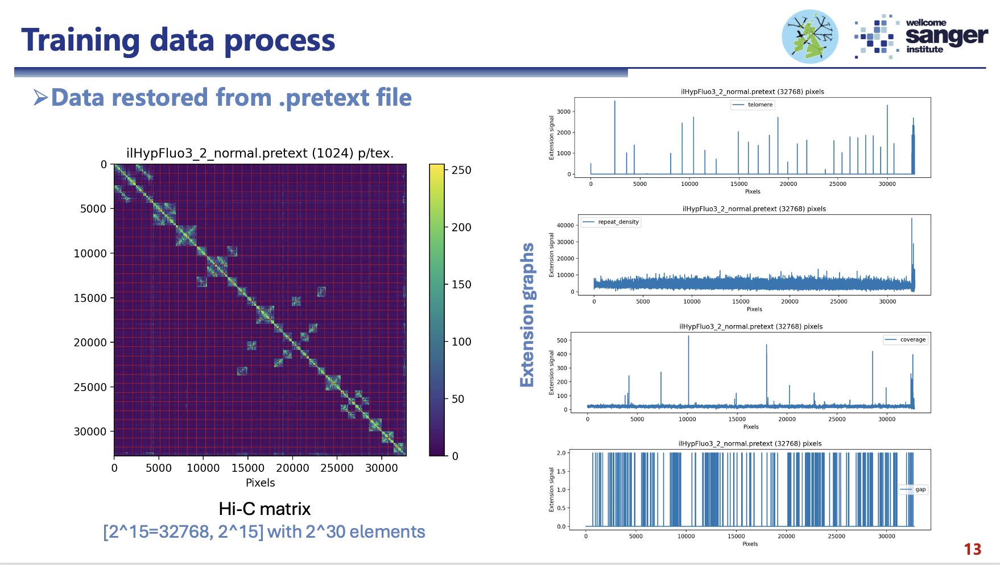 Training data process
wellcome
sanger
institute
➢Data restored from .pretext file
ilHypFluo3_2_normal.pretext (1024) p/tex.
0
5000
10000
15000
20000
25000
30000
0 5000 10000 15000 20000 25000 30000
Pixels
250
200
150
100
50
0
Hi-C matrix
[2^15=32768, 2^15] with 2^30 elements
Extension graphs
ilHypFluo3_2_normal.pretext (32768) pixels
telomere
Extension signal
3000
2000
1000
0
0 5000 10000 15000 20000 25000 30000
Pixels
ilHypFluo3_2_normal.pretext (32768) pixels
repeat_density
Extension signal
40000
30000
20000
10000
0
0 5000 10000 15000 20000 25000 30000
Pixels
ilHypFluo3_2_normal.pretext (32768) pixels
coverage
Extension signal
500
400
300
200
100
0
0 5000 10000 15000 20000 25000 30000
Pixels
ilHypFluo3_2_normal.pretext (32768) pixels
gap
Extension signal
2.0
1.5
1.0
0.5
0.0
0 5000 10000 15000 20000 25000 30000
Pixels
13